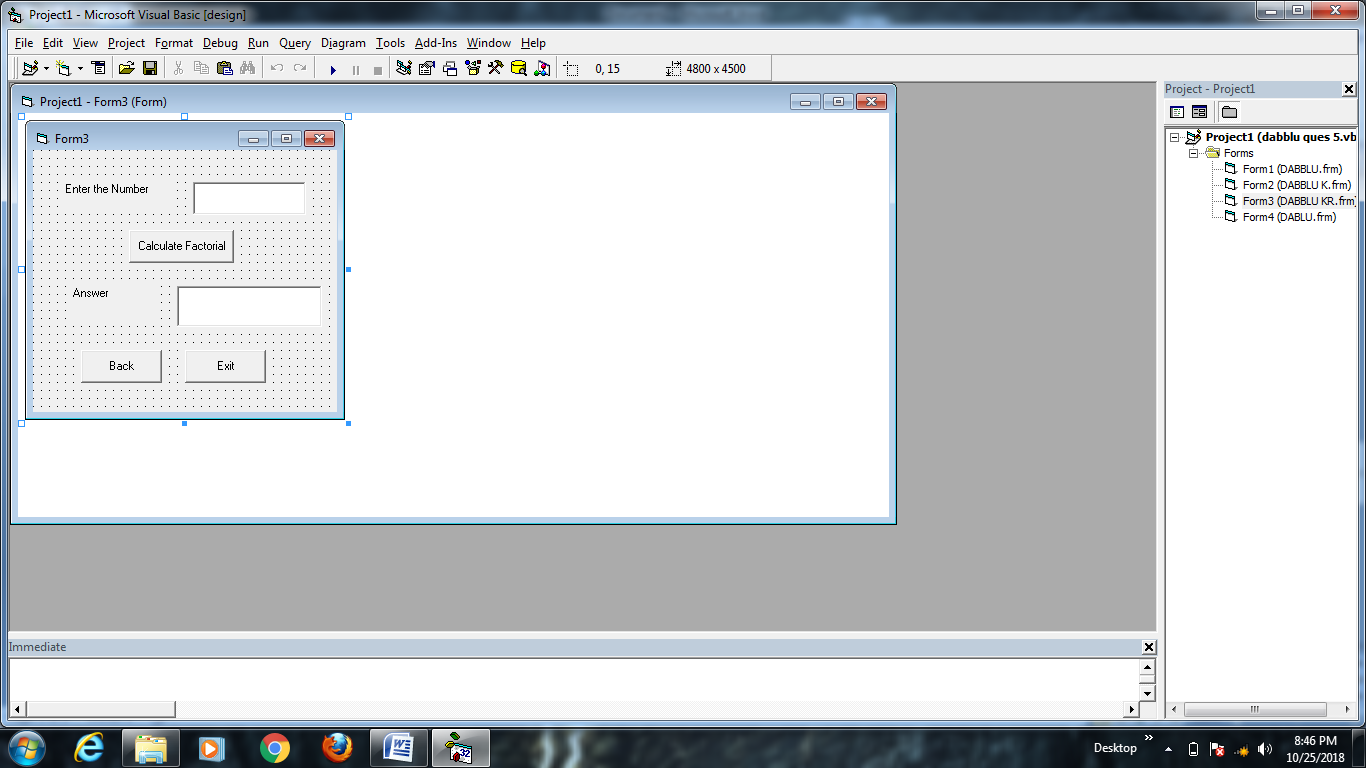 Project1 - Microsoft Visual Basic [design]
File Edit View Project Format Debug Run Query Diagram Tools Add-Ins Window Help
0, 15 4800 x 4500
Project1 - Form3 (Form)
Form3
Enter the Number
Calculate Factorial
Answer
Back Exit
Immediate
Project - Project1
Project1 (dabblu ques 5.vb
Forms
Form1 (DABBLU.frm)
Form2 (DABBLU K.frm)
Form3 (DABBLU KR.frm)
Form4 (DABLU.frm)
Desktop
8:46 PM
10/25/2018